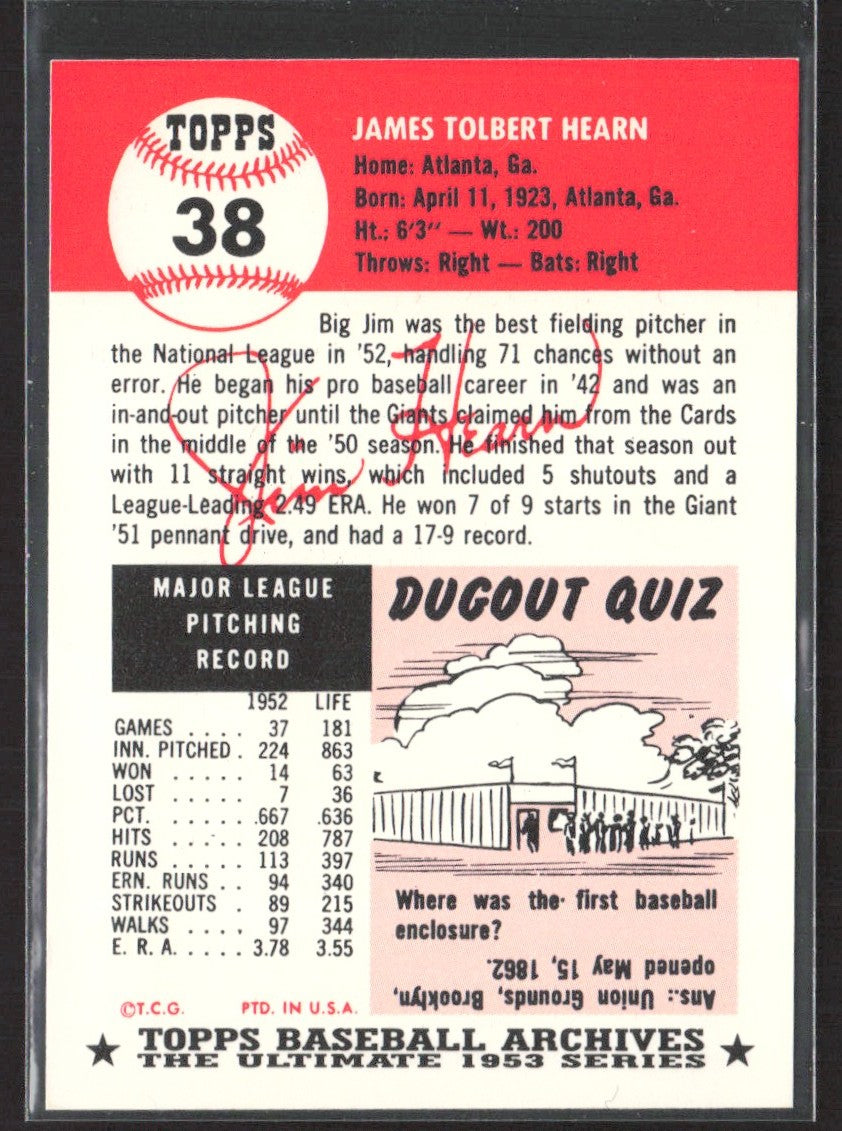 TOPPS
38
JAMES TOLBERT HEARN
Home: Atlanta, Ga.
Born: April 11, 1923, Atlanta, Ga.
Ht.: 6'3" — Wt.: 200
Throws: Right — Bats: Right
Big Jim was the best fielding pitcher in
the National League in '52, handling 71 chances without an
error. He began his pro baseball career in '42 and was an
in-and-out pitcher until the Giants claimed him from the Cards
in the middle of the '50 season. He finished that season out
with 11 straight wins, which included 5 shutouts and a
League-Leading 2.49 ERA. He won 7 of 9 starts in the Giant
'51 pennant drive, and had a 17-9 record.
Jim Hearn
MAJOR LEAGUE
PITCHING
RECORD
1952 LIFE
GAMES . . . . 37 181
INN. PITCHED . 224 863
WON . . . . . 14 63
LOST . . . . . 7 36
PCT. . . . . . .667 .636
HITS . . . . . 208 787
RUNS . . . . . 113 397
ERN. RUNS . . 94 340
STRIKEOUTS . 89 215
WALKS . . . . 97 344
E. R. A. . . . . 3.78 3.55
DUGOUT QUIZ
Where was the first baseball
enclosure?
Ans.: Union Grounds, Brooklyn,
opened May 15, 1862.
©T.C.G. PTD. IN U.S.A.
★ TOPPS BASEBALL ARCHIVES ★
THE ULTIMATE 1953 SERIES